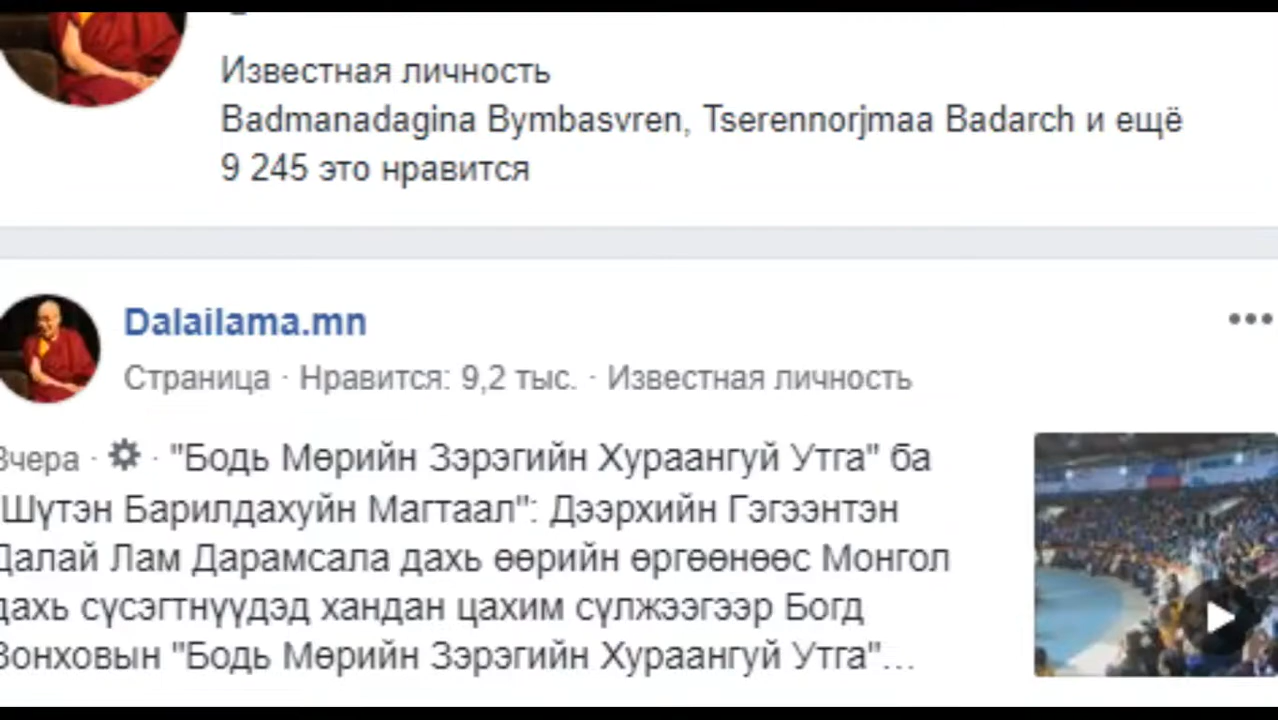 Известная личность
Badmanadagina Bymbasvren, Tserennorjmaa Badarch и ещё
9 245 это нравится
Dalailama.mn
Страница · Нравится: 9,2 тыс. · Известная личность
Вчера · · "Бодь Мөрийн Зэрэгийн Хураангуй Утга" ба
"Шүтэн Барилдахуйн Магтаал": Дээрхийн Гэгээнтэн
Далай Лам Дарамсала дахь өөрийн өргөөнөөс Монгол
дахь сүсэгтнүүдэд хандан цахим сүлжээгээр Богд
Зонховын "Бодь Мөрийн Зэрэгийн Хураангуй Утга"...